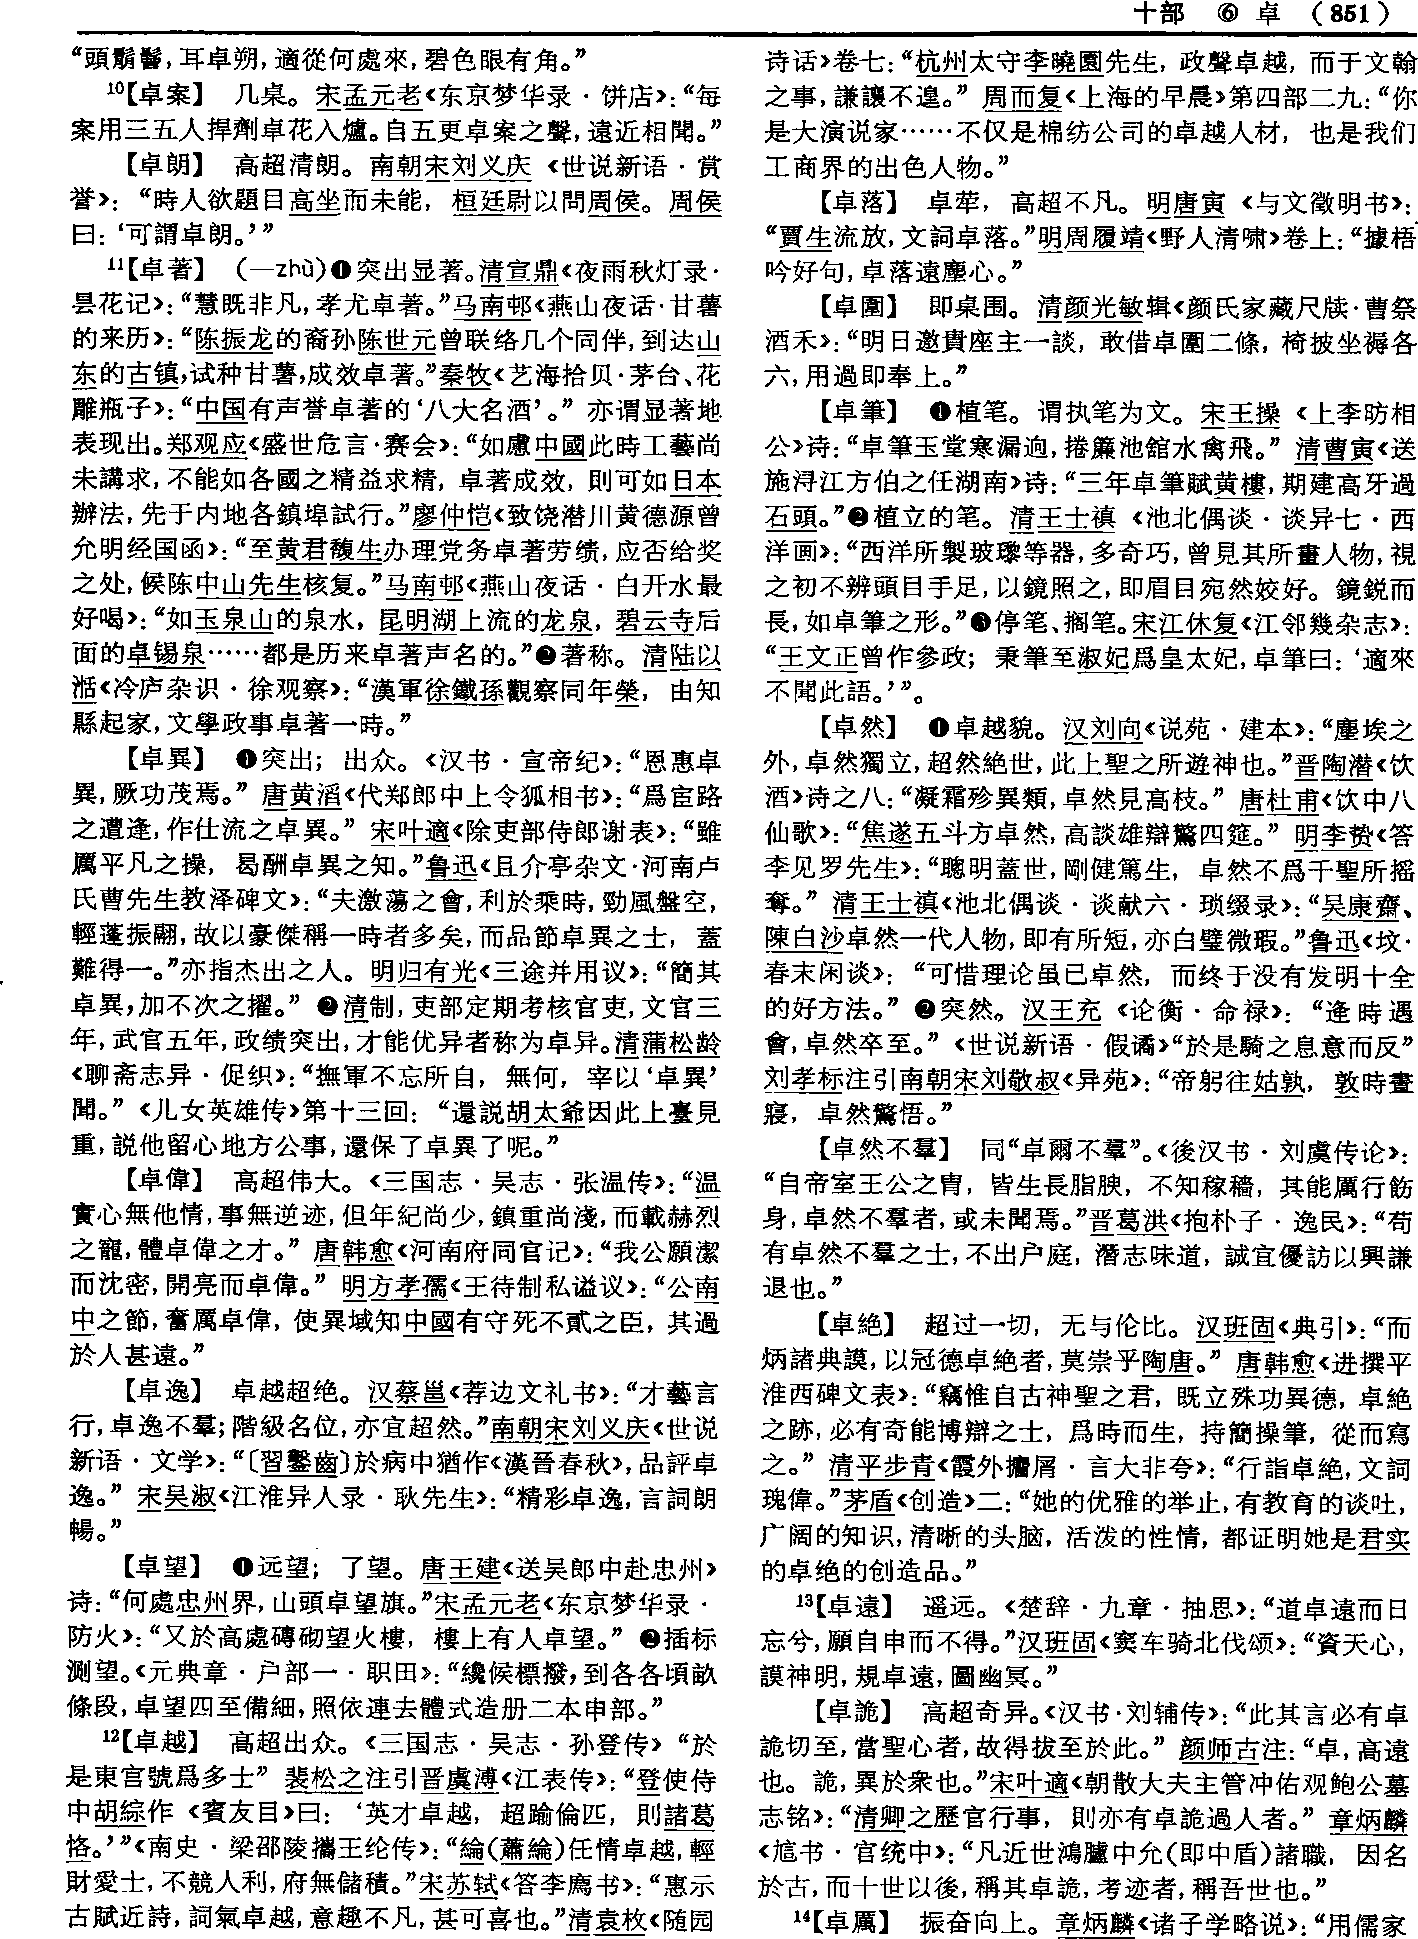 十部 ⑥ 卓 (851)
“頭鬅鬙，耳卓朔，適從何處來，碧色眼有角。”
¹⁰【卓案】 几桌。宋孟元老《东京梦华录·饼店》：“每
案用三五人捍劑卓花入爐。自五更卓案之聲，遠近相聞。”
【卓朗】 高超清朗。南朝宋刘义庆《世说新语·赏
誉》：“時人欲題目高坐而未能，桓廷尉以問周侯。周侯
曰：‘可謂卓朗。’”
¹¹【卓著】 (—zhù)❶突出显著。清宣鼎《夜雨秋灯录·
昙花记》：“慧既非凡，孝尤卓著。”马南邨《燕山夜话·甘薯
的来历》：“陈振龙的裔孙陈世元曾联络几个同伴，到达山
东的古镇，试种甘薯，成效卓著。”秦牧《艺海拾贝·茅台、花
雕瓶子》：“中国有声誉卓著的‘八大名酒’。”亦谓显著地
表现出。郑观应《盛世危言·赛会》：“如慮中國此時工藝尚
未講求，不能如各國之精益求精，卓著成效，則可如日本
辦法，先于内地各鎮埠試行。”廖仲恺《致饶潜川黄德源曾
允明经国函》：“至黄君馥生办理党务卓著劳绩，应否给奖
之处，候陈中山先生核复。”马南邨《燕山夜话·白开水最
好喝》：“如玉泉山的泉水，昆明湖上流的龙泉，碧云寺后
面的卓锡泉……都是历来卓著声名的。”❷著称。清陆以
湉《冷庐杂识·徐观察》：“漢軍徐鐵孫觀察同年榮，由知
縣起家，文學政事卓著一時。”
【卓異】 ❶突出；出众。《汉书·宣帝纪》：“恩惠卓
異，厥功茂焉。”唐黄滔《代郑郎中上令狐相书》：“爲宦路
之遭逢，作仕流之卓異。”宋叶適《除吏部侍郎谢表》：“雖
厲平凡之操，曷酬卓異之知。”鲁迅《且介亭杂文·河南卢
氏曹先生教泽碑文》：“夫激蕩之會，利於乘時，勁風盤空，
輕蓬振翮，故以豪傑稱一時者多矣，而品節卓異之士，蓋
難得一。”亦指杰出之人。明归有光《三途并用议》：“簡其
卓異，加不次之擢。”❷清制，吏部定期考核官吏，文官三
年，武官五年，政绩突出，才能优异者称为卓异。清蒲松龄
《聊斋志异·促织》：“撫軍不忘所自，無何，宰以‘卓異’
聞。”《儿女英雄传》第十三回：“還説胡太爺因此上臺見
重，説他留心地方公事，還保了卓異了呢。”
【卓偉】 高超伟大。《三国志·吴志·张温传》：“温
實心無他情，事無逆迹，但年紀尚少，鎮重尚淺，而載赫烈
之寵，體卓偉之才。”唐韩愈《河南府同官记》：“我公願潔
而沈密，開亮而卓偉。”明方孝孺《王待制私谥议》：“公南
中之節，奮厲卓偉，使異域知中國有守死不貳之臣，其過
於人甚遠。”
【卓逸】 卓越超绝。汉蔡邕《荐边文礼书》：“才藝言
行，卓逸不羣；階級名位，亦宜超然。”南朝宋刘义庆《世说
新语·文学》：“〔習鑿齒〕於病中猶作《漢晉春秋》，品評卓
逸。”宋吴淑《江淮异人录·耿先生》：“精彩卓逸，言詞朗
暢。”
【卓望】 ❶远望；了望。唐王建《送吴郎中赴忠州》
诗：“何處忠州界，山頭卓望旗。”宋孟元老《东京梦华录·
防火》：“又於高處磚砌望火樓，樓上有人卓望。”❷插标
测望。《元典章·户部一·职田》：“纔候標撥，到各各頃畝
條段，卓望四至備細，照依連去體式造册二本申部。”
¹²【卓越】 高超出众。《三国志·吴志·孙登传》“於
是東宫號爲多士”裴松之注引晋虞溥《江表传》：“登使侍
中胡綜作《賓友目》曰：‘英才卓越，超踰倫匹，則諸葛
恪。’”《南史·梁邵陵攜王纶传》：“綸(蕭綸)任情卓越，輕
財愛士，不競人利，府無儲積。”宋苏轼《答李廌书》：“惠示
古賦近詩，詞氣卓越，意趣不凡，甚可喜也。”清袁枚《随园
诗话》卷七：“杭州太守李曉園先生，政聲卓越，而于文翰
之事，謙讓不遑。”周而复《上海的早晨》第四部二九：“你
是大演说家……不仅是棉纺公司的卓越人材，也是我们
工商界的出色人物。”
【卓落】 卓荦，高超不凡。明唐寅《与文徵明书》：
“賈生流放，文詞卓落。”明周履靖《野人清啸》卷上：“據梧
吟好句，卓落遠塵心。”
【卓圍】 即桌围。清颜光敏辑《颜氏家藏尺牍·曹祭
酒禾》：“明日邀貴座主一談，敢借卓圍二條，椅披坐褥各
六，用過即奉上。”
【卓筆】 ❶植笔。谓执笔为文。宋王操《上李昉相
公》诗：“卓筆玉堂寒漏迥，捲簾池舘水禽飛。”清曹寅《送
施浔江方伯之任湖南》诗：“三年卓筆賦黄樓，期建高牙過
石頭。”❷植立的笔。清王士禛《池北偶谈·谈异七·西
洋画》：“西洋所製玻瓈等器，多奇巧，曾見其所畫人物，視
之初不辨頭目手足，以鏡照之，即眉目宛然姣好。鏡鋭而
長，如卓筆之形。”❸停笔、搁笔。宋江休复《江邻幾杂志》：
“王文正曾作參政；秉筆至淑妃爲皇太妃，卓筆曰：‘適來
不聞此語。’”。
【卓然】 ❶卓越貌。汉刘向《说苑·建本》：“塵埃之
外，卓然獨立，超然絶世，此上聖之所遊神也。”晋陶潜《饮
酒》诗之八：“凝霜殄異類，卓然見高枝。”唐杜甫《饮中八
仙歌》：“焦遂五斗方卓然，高談雄辯驚四筵。”明李贽《答
李见罗先生》：“聰明蓋世，剛健篤生，卓然不爲千聖所摇
奪。”清王士禛《池北偶谈·谈献六·琐缀录》：“吴康齋、
陳白沙卓然一代人物，即有所短，亦白璧微瑕。”鲁迅《坟·
春末闲谈》：“可惜理论虽已卓然，而终于没有发明十全
的好方法。”❷突然。汉王充《论衡·命禄》：“逢時遇
會，卓然卒至。”《世说新语·假谲》“於是騎之息意而反”
刘孝标注引南朝宋刘敬叔《异苑》：“帝躬往姑孰，敦時晝
寢，卓然驚悟。”
【卓然不羣】 同“卓爾不羣”。《後汉书·刘虞传论》：
“自帝室王公之胄，皆生長脂腴，不知稼穡，其能厲行飭
身，卓然不羣者，或未聞焉。”晋葛洪《抱朴子·逸民》：“苟
有卓然不羣之士，不出户庭，潛志味道，誠宜優訪以興謙
退也。”
【卓絶】 超过一切，无与伦比。汉班固《典引》：“而
炳諸典謨，以冠德卓絶者，莫崇乎陶唐。”唐韩愈《进撰平
淮西碑文表》：“竊惟自古神聖之君，既立殊功異德，卓絶
之跡，必有奇能博辯之士，爲時而生，持簡操筆，從而寫
之。”清平步青《霞外攟屑·言大非夸》：“行詣卓絶，文詞
瑰偉。”茅盾《创造》二：“她的优雅的举止，有教育的谈吐，
广阔的知识，清晰的头脑，活泼的性情，都证明她是君实
的卓绝的创造品。”
¹³【卓遠】 遥远。《楚辞·九章·抽思》：“道卓遠而日
忘兮，願自申而不得。”汉班固《窦车骑北伐颂》：“資天心，
謨神明，規卓遠，圖幽冥。”
【卓詭】 高超奇异。《汉书·刘辅传》：“此其言必有卓
詭切至，當聖心者，故得拔至於此。”颜师古注：“卓，高遠
也。詭，異於衆也。”宋叶適《朝散大夫主管冲佑观鲍公墓
志铭》：“清卿之歷官行事，則亦有卓詭過人者。”章炳麟
《訄书·官统中》：“凡近世鴻臚中允(即中盾)諸職，因名
於古，而十世以後，稱其卓詭，考迹者，稱吾世也。”
¹⁴【卓厲】 振奋向上。章炳麟《诸子学略说》：“用儒家